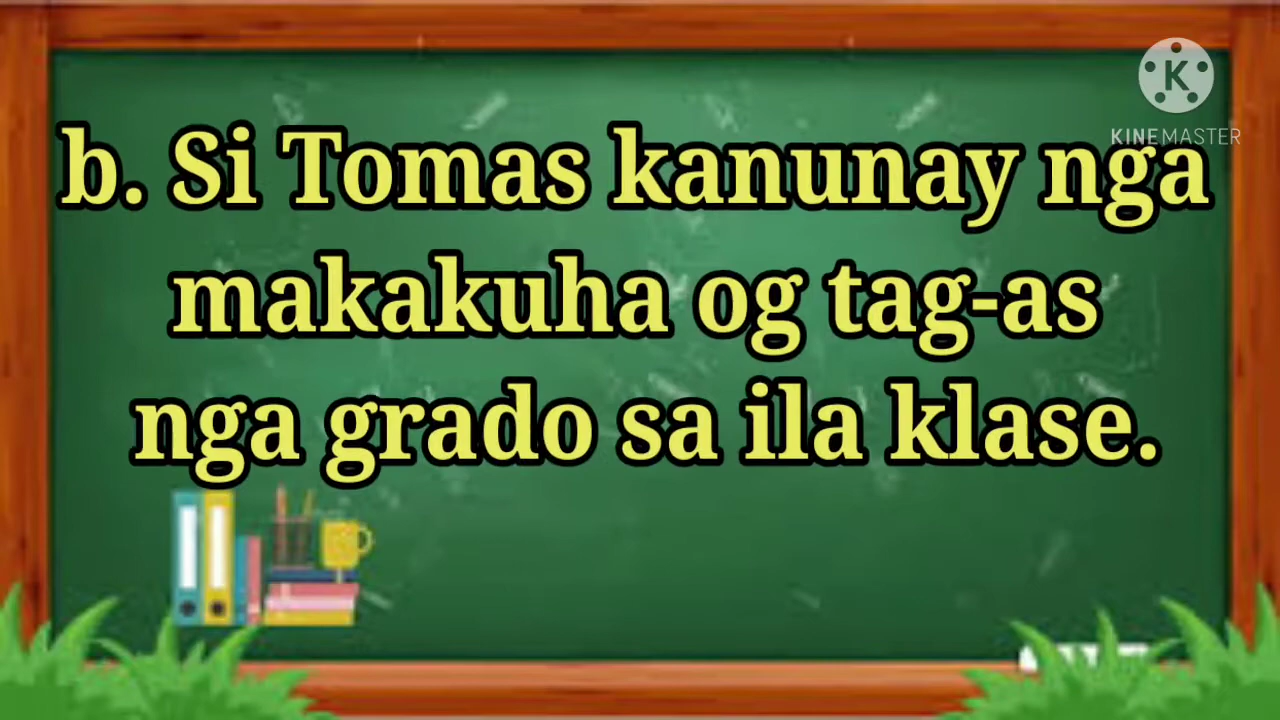 KINEMASTER
b. Si Tomas kanunay nga
makakuha og tag-as
nga grado sa ila klase.